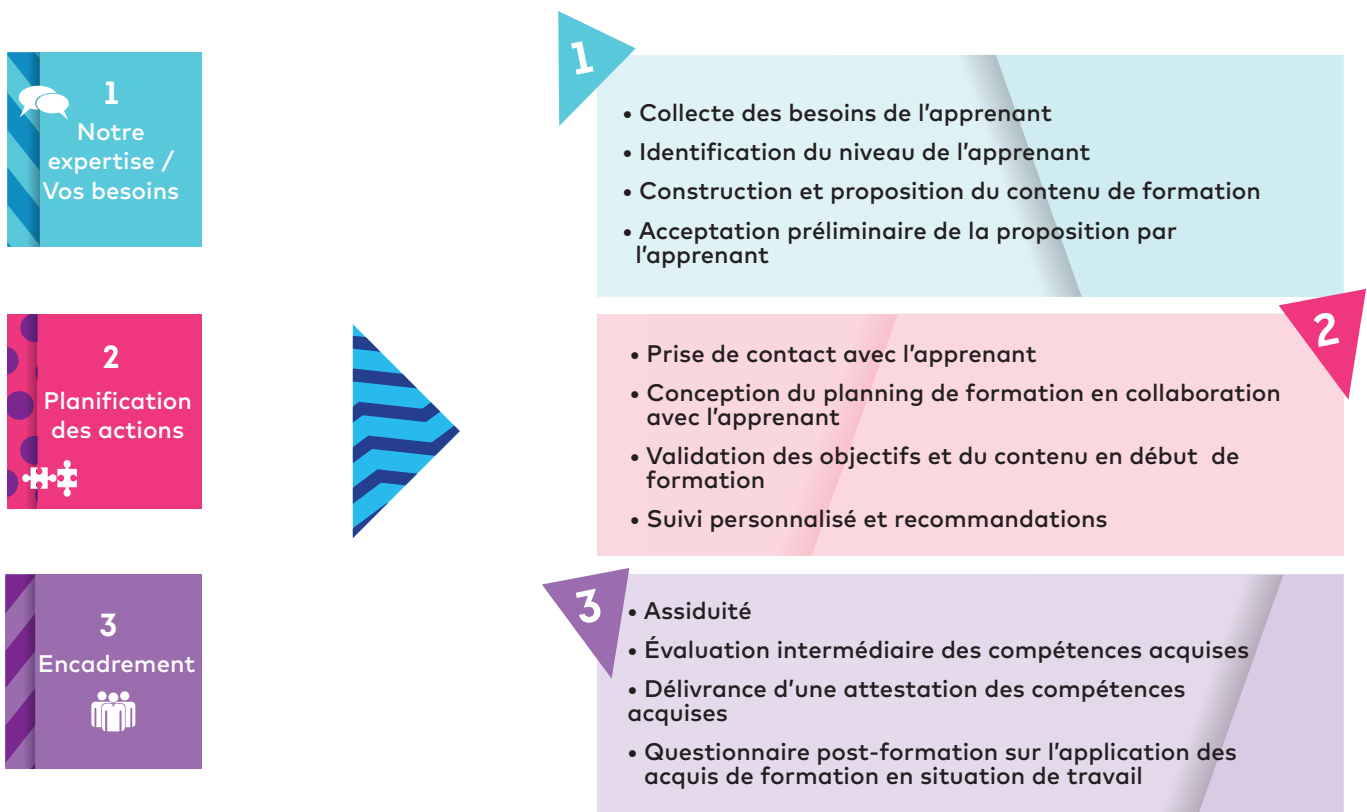 1
Notre
expertise /
Vos besoins
1
• Collecte des besoins de l’apprenant
• Identification du niveau de l’apprenant
• Construction et proposition du contenu de formation
• Acceptation préliminaire de la proposition par
l’apprenant
2
Planification
des actions
2
• Prise de contact avec l’apprenant
• Conception du planning de formation en collaboration
avec l’apprenant
• Validation des objectifs et du contenu en début de
formation
• Suivi personnalisé et recommandations
3
Encadrement
3
• Assiduité
• Évaluation intermédiaire des compétences acquises
• Délivrance d’une attestation des compétences
acquises
• Questionnaire post-formation sur l’application des
acquis de formation en situation de travail